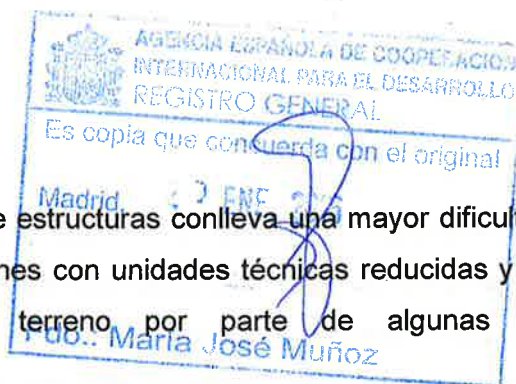 AGENCIA ESPAÑOLA DE COOPERACIÓN
INTERNACIONAL PARA EL DESARROLLO
REGISTRO GENERAL
Es copia que concuerda con el original
Madrid, ENE
e estructuras conlleva una mayor dificul
nes con unidades técnicas reducidas y
terreno por parte de algunas
Fdo.: María José Muñoz